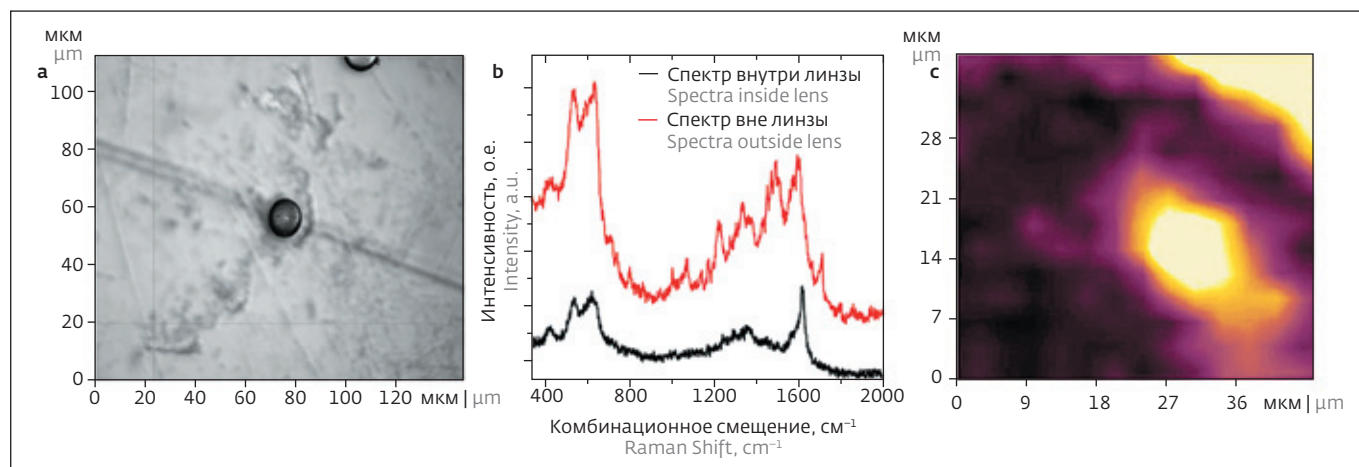 мкм
µm
a
100
80
60
40
20
0
0 20 40 60 80 100 120 мкм | µm
b
Спектр внутри линзы
Spectra inside lens
Спектр вне линзы
Spectra outside lens
Интенсивность, о.е.
Intensity, a.u.
400 800 1200 1600 2000
Комбинационное смещение, см⁻¹
Raman Shift, cm⁻¹
мкм
µm
c
28
21
14
7
0
0 9 18 27 36 мкм | µm